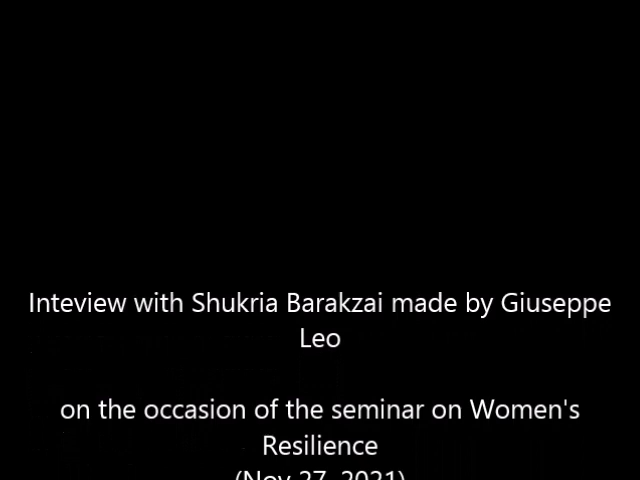 Inteview with Shukria Barakzai made by Giuseppe
Leo
on the occasion of the seminar on Women's
Resilience
(Nov 27, 2021)